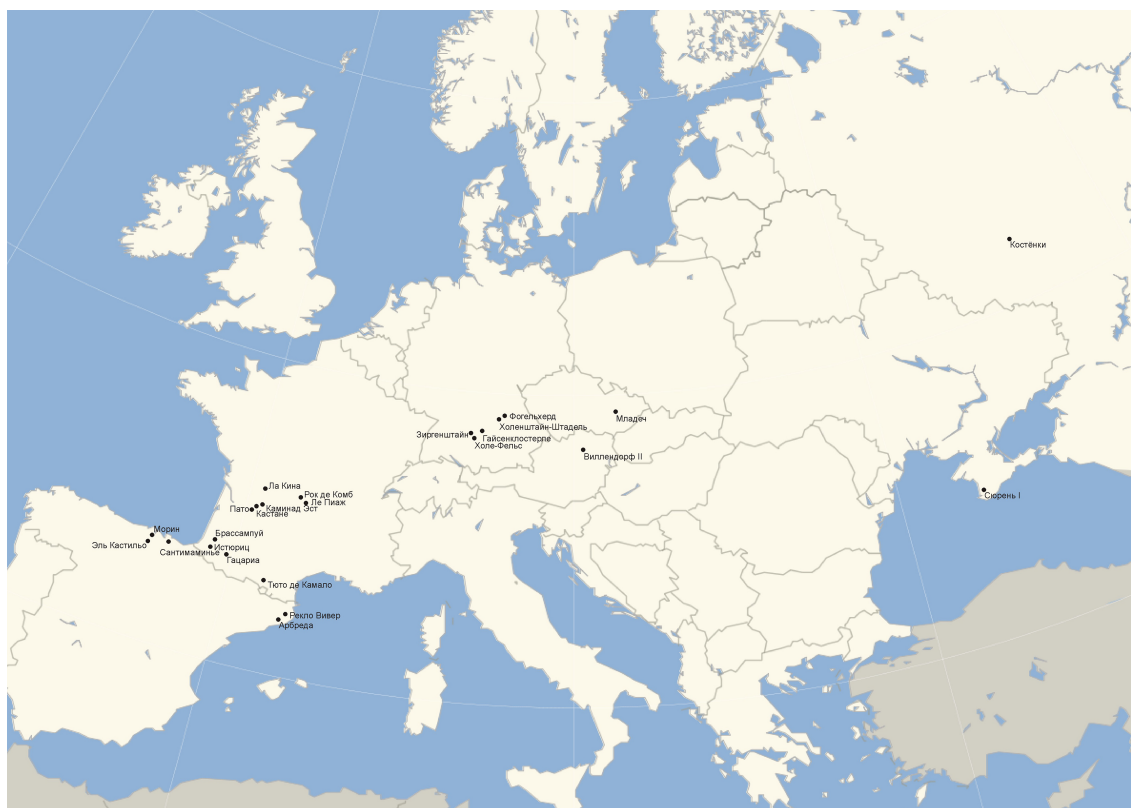 Костёнки
Фогельхерд
Младеч
Холенштайн-Штадель
Зиргенштайн
Гайсенклостерле
Холе-Фельс
Виллендорф II
Ла Кина
Сюрень I
Рок де Комб
Ле Пиаж
Пато
Каминад Эст
Кастане
Морин
Брассампуй
Эль Кастильо
Истюриц
Сантимаминье
Гацариа
Тюто де Камало
Рекло Вивер
Арбреда